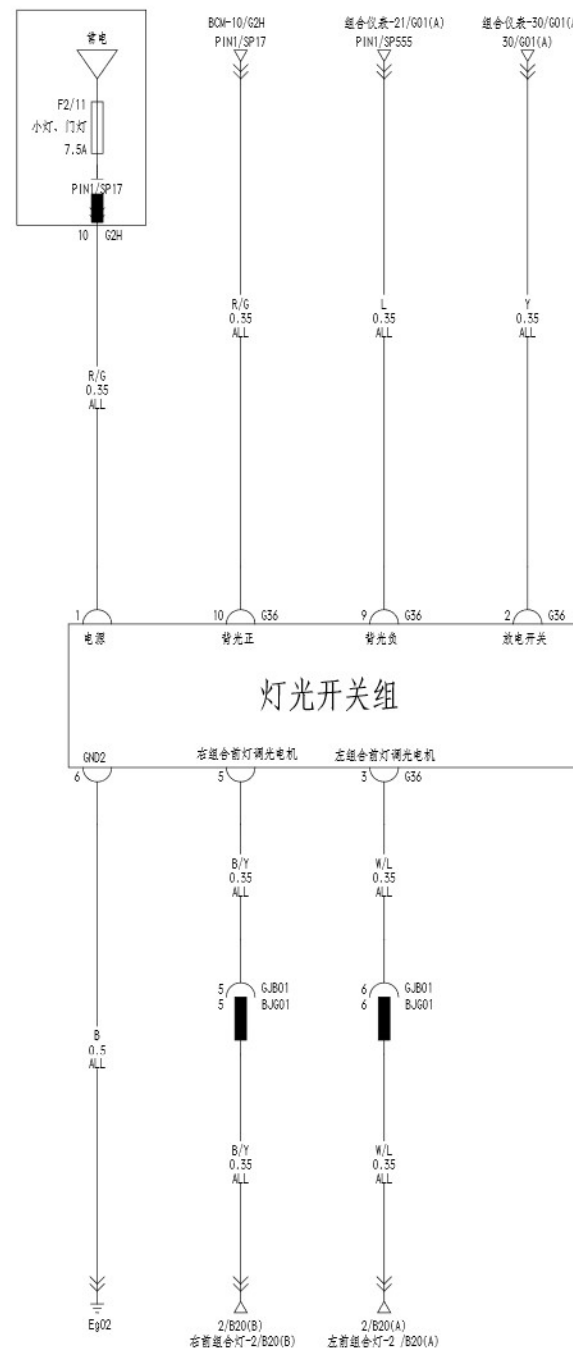 常电
F2/11
小灯、门灯
7.5A
PIN1/SP17
10 G2H
R/G
0.35
ALL
BCM-10/G2H
PIN1/SP17
R/G
0.35
ALL
组合仪表-21/G01(A)
PIN1/SP555
L
0.35
ALL
组合仪表-30/G01(A
30/G01(A)
Y
0.35
ALL
1
10 G36
9 G36
2 G36
电源
背光正
背光负
放电开关
灯光开关组
GND2
右组合前灯调光电机
左组合前灯调光电机
6
5
3 G36
B
0.5
ALL
B/Y
0.35
ALL
5 GJB01
5 BJG01
B/Y
0.35
ALL
W/L
0.35
ALL
6 GJB01
6 BJG01
W/L
0.35
ALL
Eg02
2/B20(B)
右前组合灯-2/B20(B)
2/B20(A)
左前组合灯-2 /B20(A)